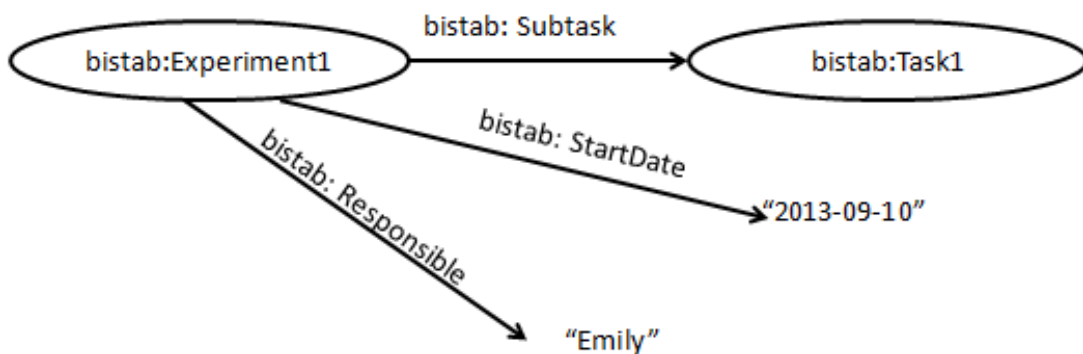 bistab: Subtask
bistab:Experiment1
bistab:Task1
bistab: StartDate
bistab: Responsible
“2013-09-10”
“Emily”